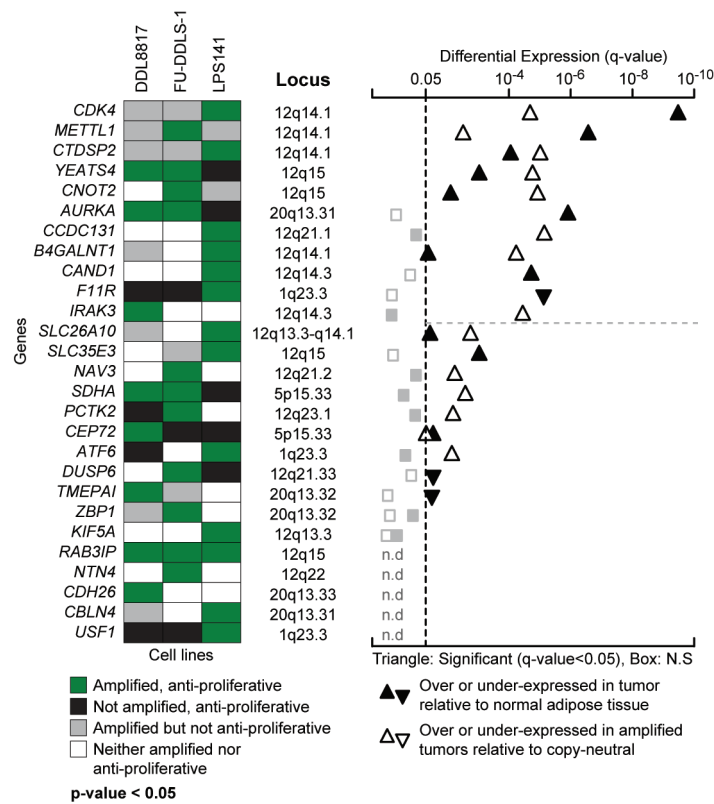 DDL8817
FU-DDLS-1
LPS141
Locus
Differential Expression (q-value)
0.05 10-4 10-6 10-8 10-10
Genes
CDK4 12q14.1
METTL1 12q14.1
CTDSP2 12q14.1
YEATS4 12q15
CNOT2 12q15
AURKA 20q13.31
CCDC131 12q21.1
B4GALNT1 12q14.1
CAND1 12q14.3
F11R 1q23.3
IRAK3 12q14.3
SLC26A10 12q13.3-q14.1
SLC35E3 12q15
NAV3 12q21.2
SDHA 5p15.33
PCTK2 12q23.1
CEP72 5p15.33
ATF6 1q23.3
DUSP6 12q21.33
TMEPAI 20q13.32
ZBP1 20q13.32
KIF5A 12q13.3
RAB3IP 12q15 n.d
NTN4 12q22 n.d
CDH26 20q13.33 n.d
CBLN4 20q13.31 n.d
USF1 1q23.3 n.d
Cell lines
Triangle: Significant (q-value<0.05), Box: N.S
Amplified, anti-proliferative
Not amplified, anti-proliferative
Amplified but not anti-proliferative
Neither amplified nor
anti-proliferative
p-value < 0.05
Over or under-expressed in tumor
relative to normal adipose tissue
Over or under-expressed in amplified
tumors relative to copy-neutral